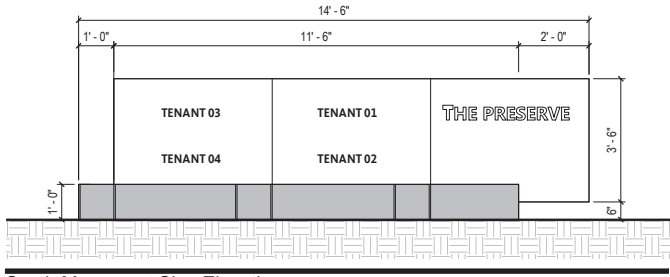 14' - 6"
1' - 0"
11' - 6"
2' - 0"
TENANT 03
TENANT 01
THE PRESERVE
TENANT 04
TENANT 02
3' - 6"
1' - 0"
6"